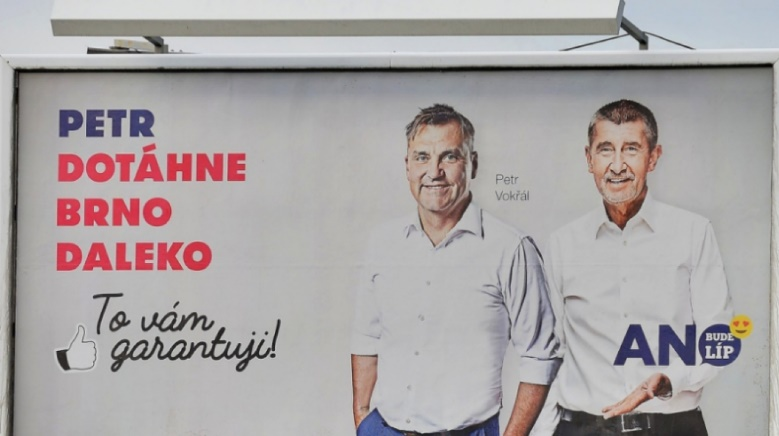 PETR
DOTÁHNE
BRNO
DALEKO
To vám
garantuji!
Petr
Vokřál
ANO
BUDE
LÍP